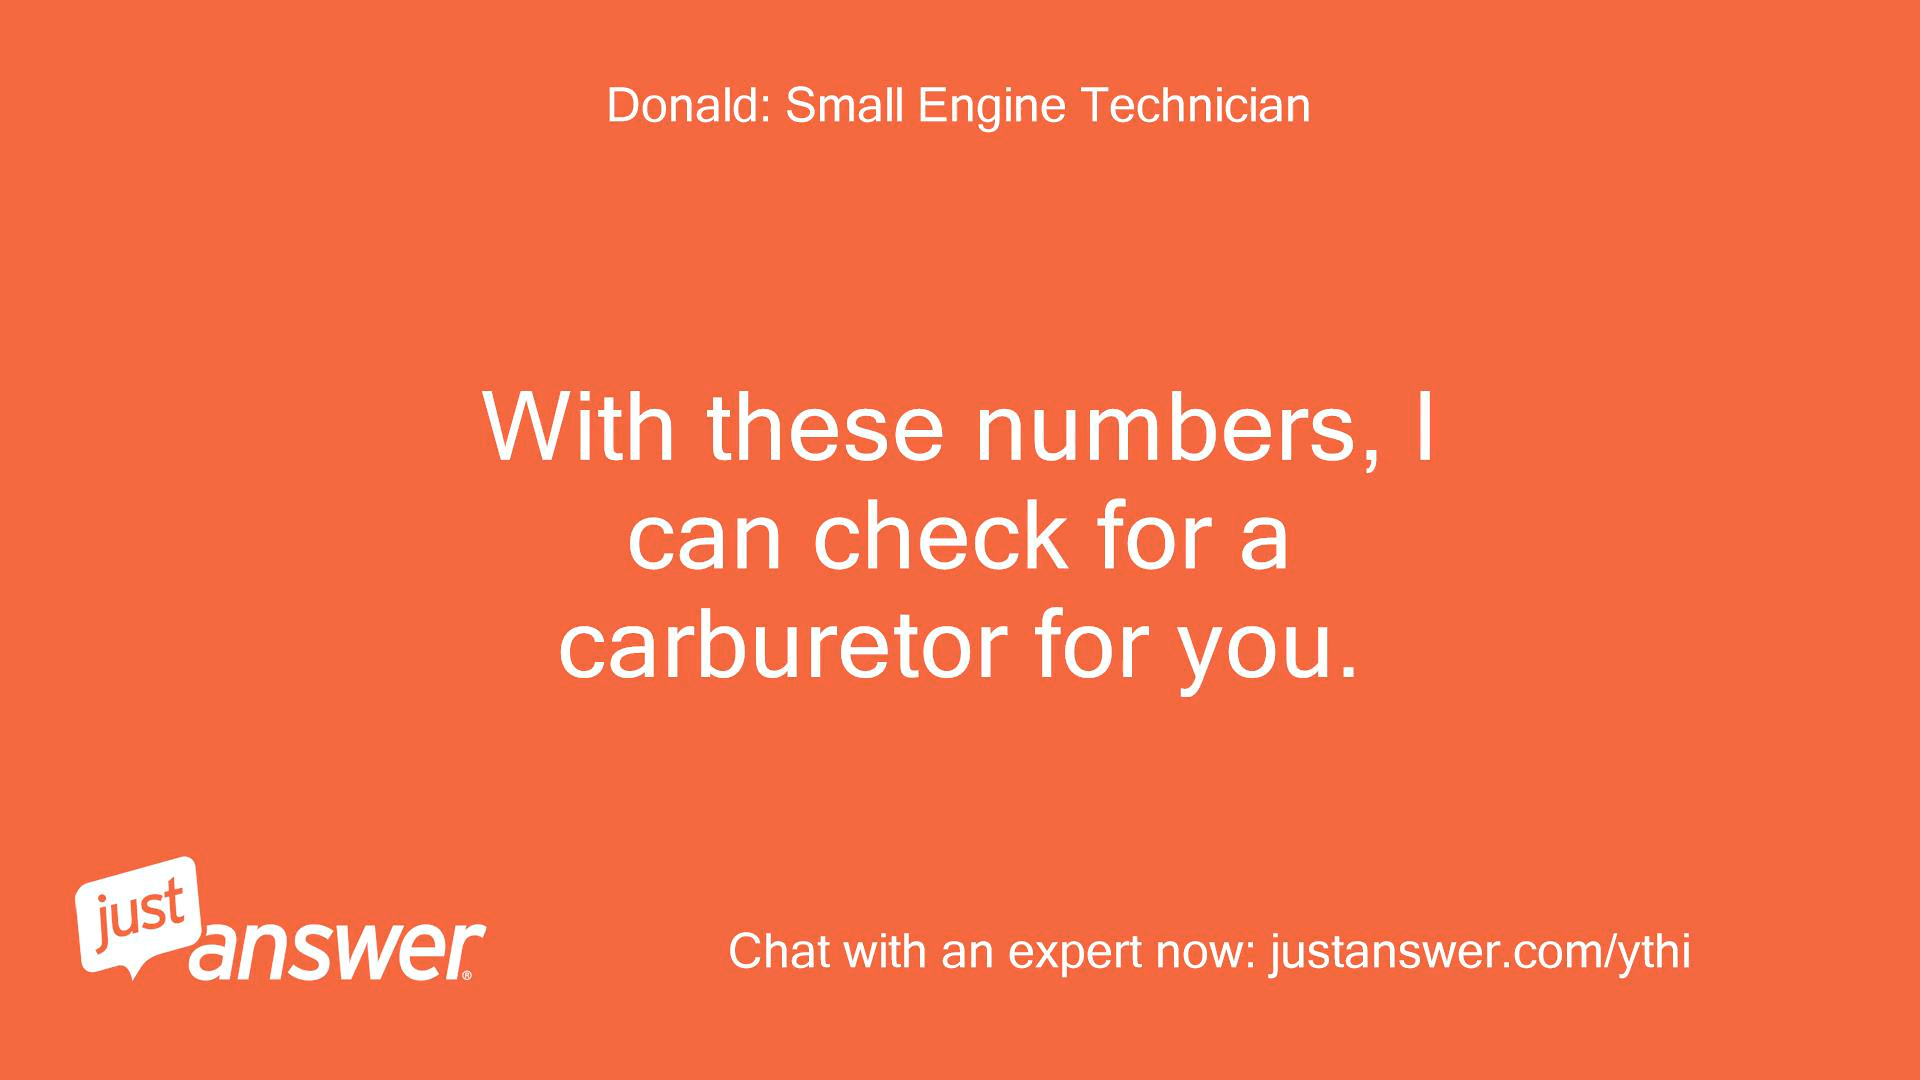 Donald: Small Engine Technician
With these numbers, I
can check for a
carburetor for you.
just
answer®
Chat with an expert now: justanswer.com/ythi